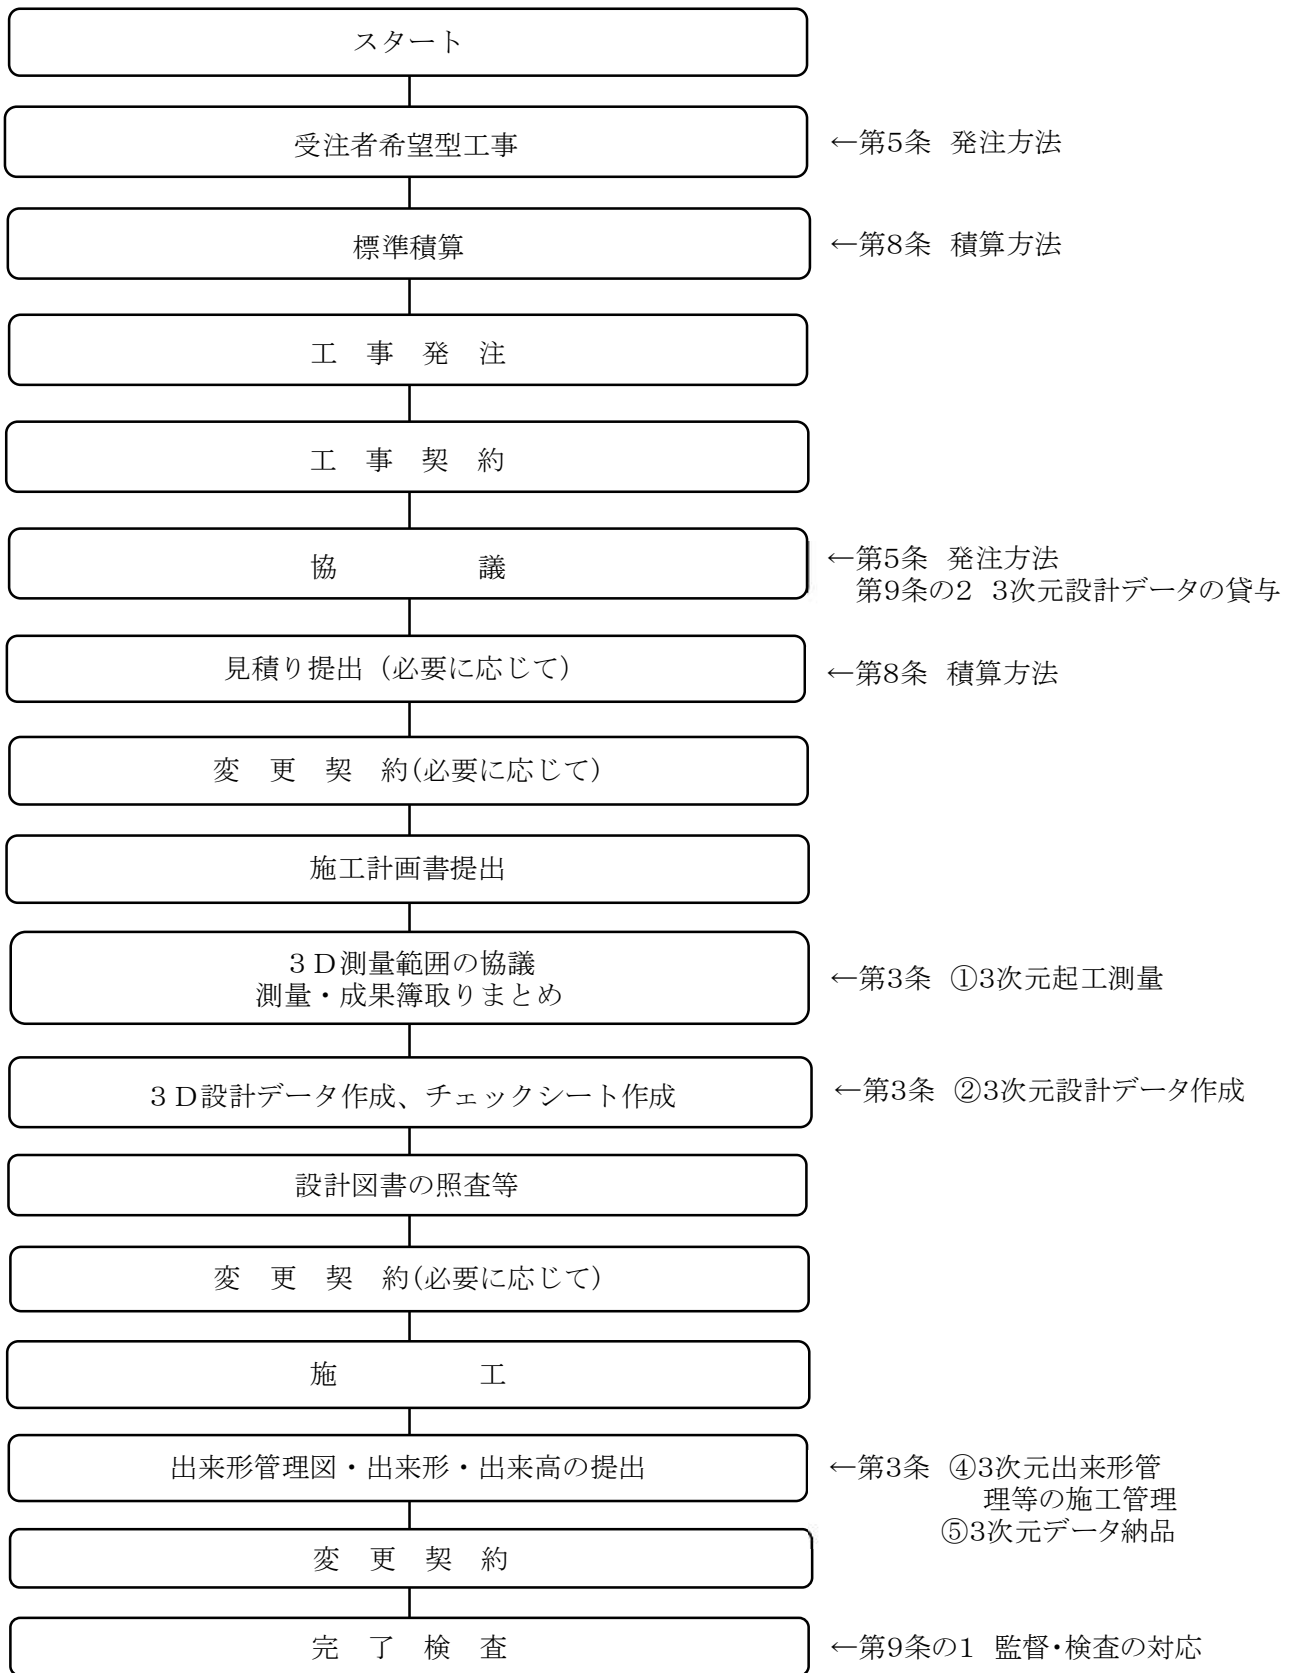 スタート
受注者希望型工事
←第5条 発注方法
標準積算
←第8条 積算方法
工 事 発 注
工 事 契 約
協 議
←第5条 発注方法
第9条の2 3次元設計データの貸与
見積り提出（必要に応じて）
←第8条 積算方法
変 更 契 約(必要に応じて)
施工計画書提出
３Ｄ測量範囲の協議
測量・成果簿取りまとめ
←第3条 ①3次元起工測量
３Ｄ設計データ作成、チェックシート作成
←第3条 ②3次元設計データ作成
設計図書の照査等
変 更 契 約(必要に応じて)
施 工
出来形管理図・出来形・出来高の提出
←第3条 ④3次元出来形管
理等の施工管理
⑤3次元データ納品
変 更 契 約
完 了 検 査
←第9条の1 監督・検査の対応